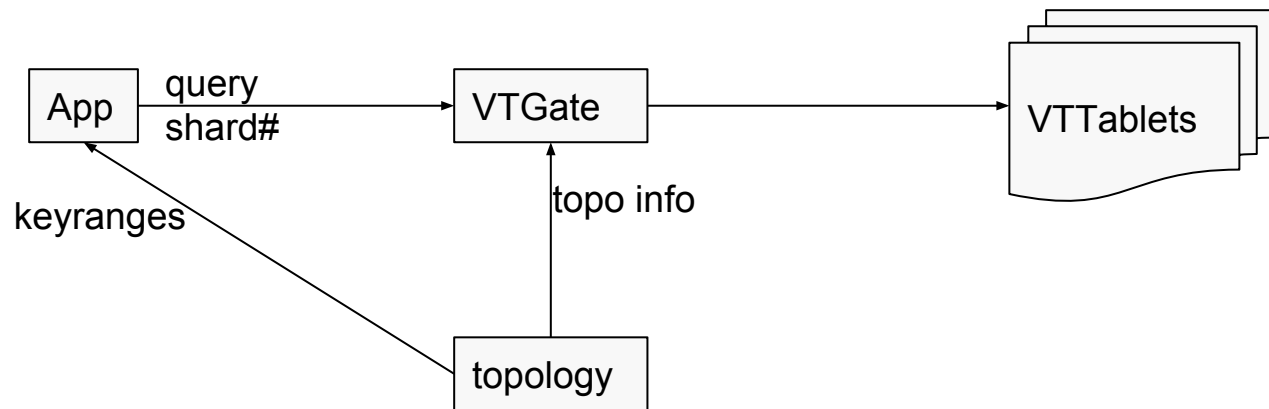 App
query
shard#
VTGate
VTTablets
keyranges
topo info
topology